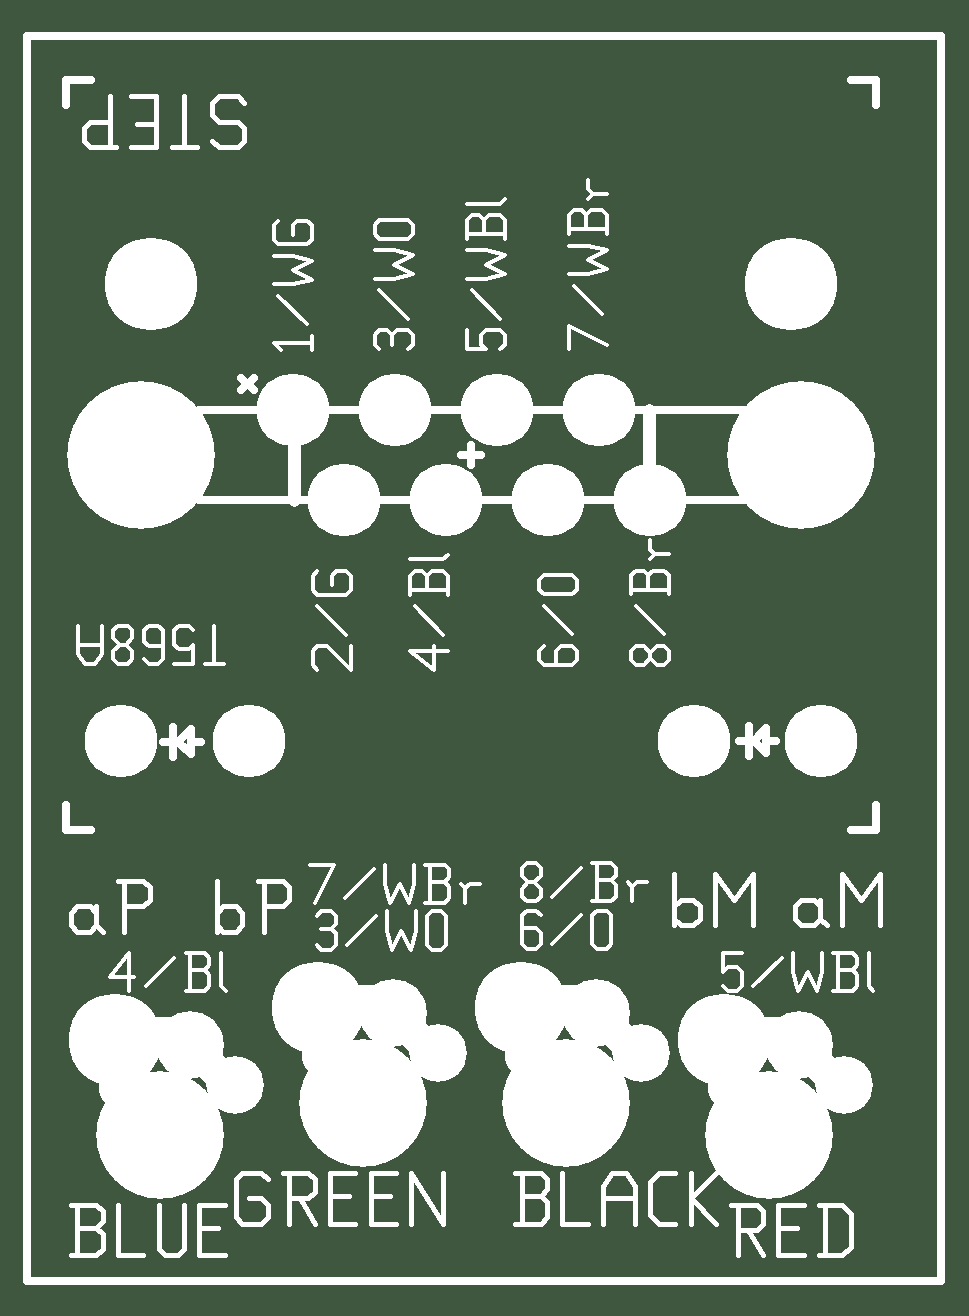 STEP
1/WG
3/WO
5/WBl
7/WBr
2/G
4/Bl
6/O
8/Br
T568A
aP
bP
7/WBr
3/WO
8/Br
6/O
bM
aM
4/Bl
5/WBl
BLUE
GREEN
BLACK
RED